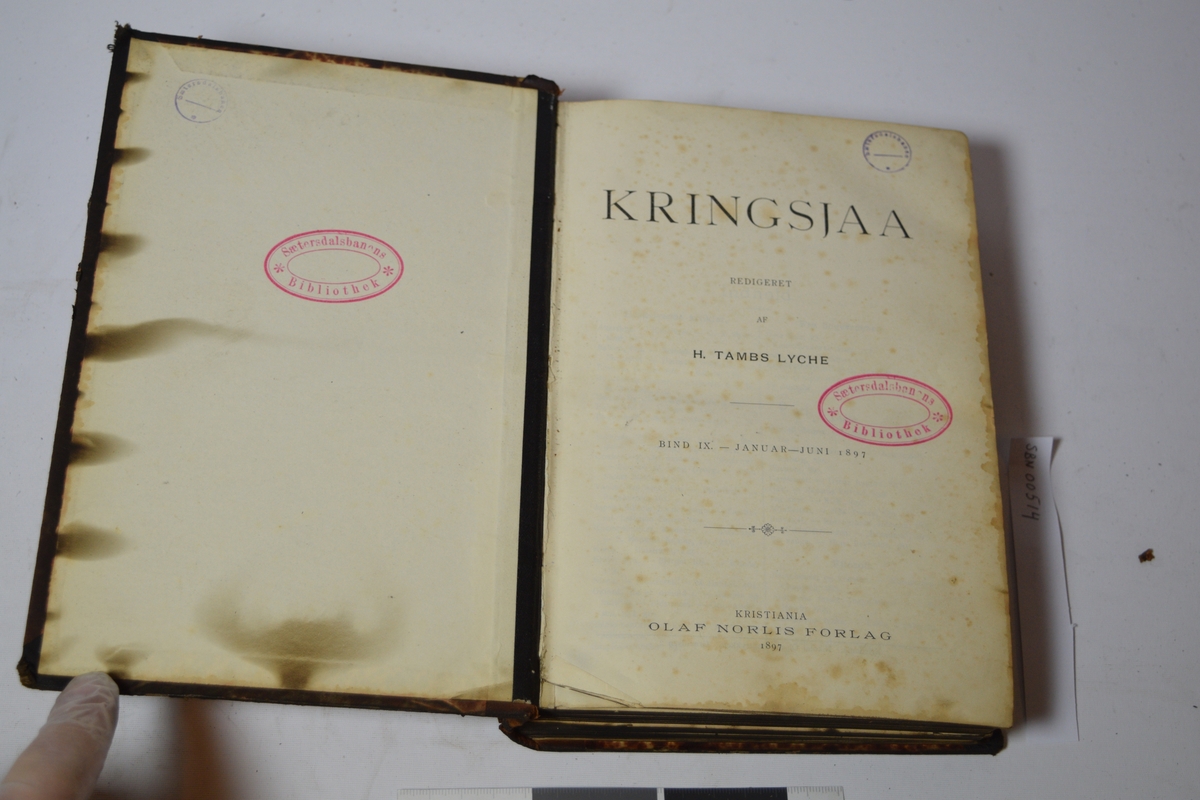 Sætersdalsbanens
Bibliothek
KRINGSJAA
REDIGERET
AF
H. TAMBS LYCHE
Sætersdalsbanens
Bibliothek
BIND IX. — JANUAR—JUNI 1897
KRISTIANIA
OLAF NORLIS FORLAG
1897
SBN 00514